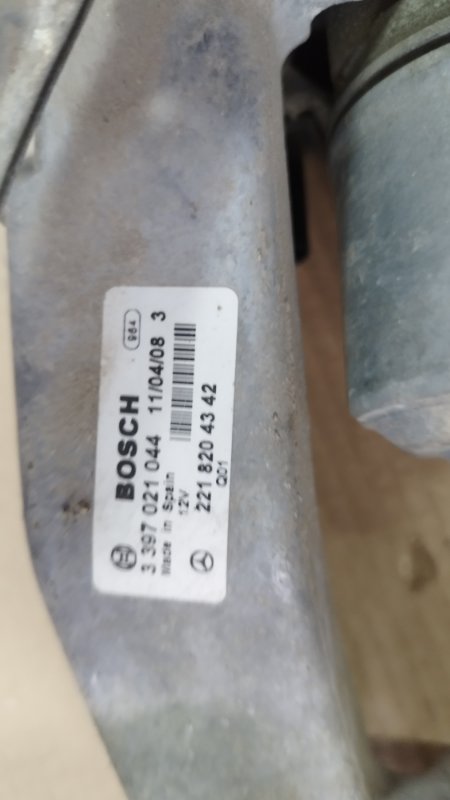 984
BOSCH
3 397 021 044 11/04/08 3
Made in Spain
12V
221 820 43 42
Q01